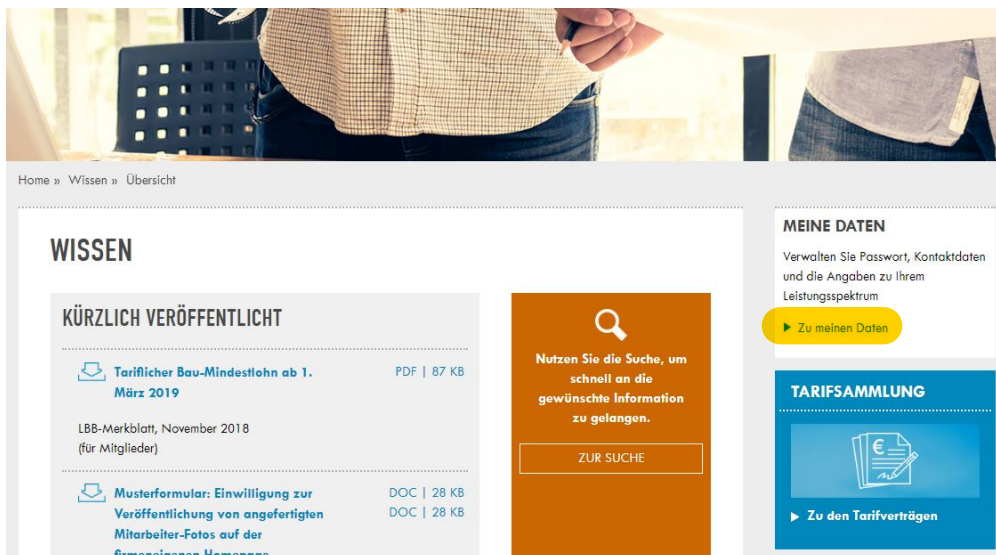 Home » Wissen » Übersicht
WISSEN
KÜRZLICH VERÖFFENTLICHT
Tariflicher Bau-Mindestlohn ab 1.
März 2019
PDF | 87 KB
LBB-Merkblatt, November 2018
(für Mitglieder)
Musterformular: Einwilligung zur
Veröffentlichung von angefertigten
Mitarbeiter-Fotos auf der
firmeneigenen Homepage
DOC | 28 KB
DOC | 28 KB
Nutzen Sie die Suche, um
schnell an die
gewünschte Information
zu gelangen.
ZUR SUCHE
MEINE DATEN
Verwalten Sie Passwort, Kontaktdaten
und die Angaben zu Ihrem
Leistungsspektrum
Zu meinen Daten
TARIFSAMMLUNG
€
Zu den Tarifverträgen